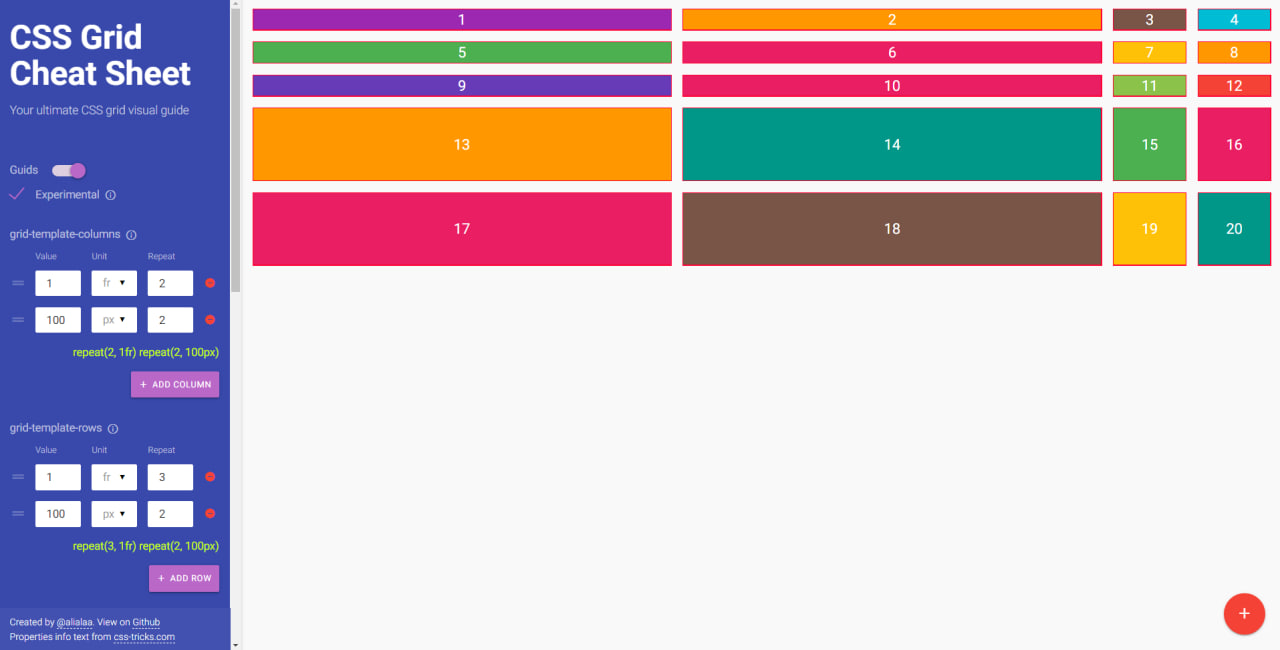 CSS Grid
Cheat Sheet
Your ultimate CSS grid visual guide
Guids
Experimental
grid-template-columns
Value Unit Repeat
1 fr 2
100 px 2
repeat(2, 1fr) repeat(2, 100px)
+ ADD COLUMN
grid-template-rows
Value Unit Repeat
1 fr 3
100 px 2
repeat(3, 1fr) repeat(2, 100px)
+ ADD ROW
Created by @alialaa. View on Github
Properties info text from css-tricks.com
1 2 3 4
5 6 7 8
9 10 11 12
13 14 15 16
17 18 19 20
+